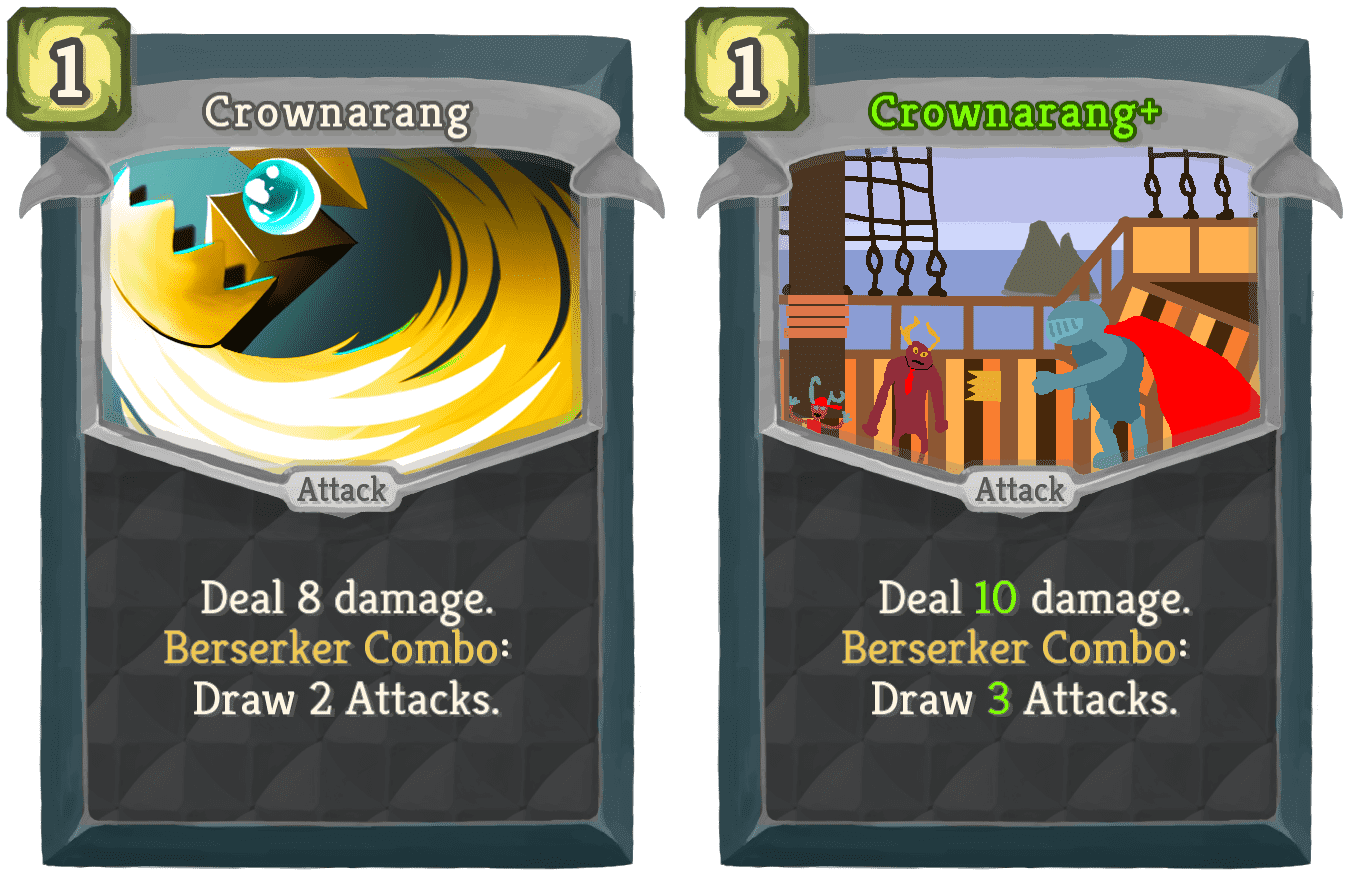 1
Crownarang
Attack
Deal 8 damage.
Berserker Combo:
Draw 2 Attacks.
1
Crownarang+
Attack
Deal 10 damage.
Berserker Combo:
Draw 3 Attacks.